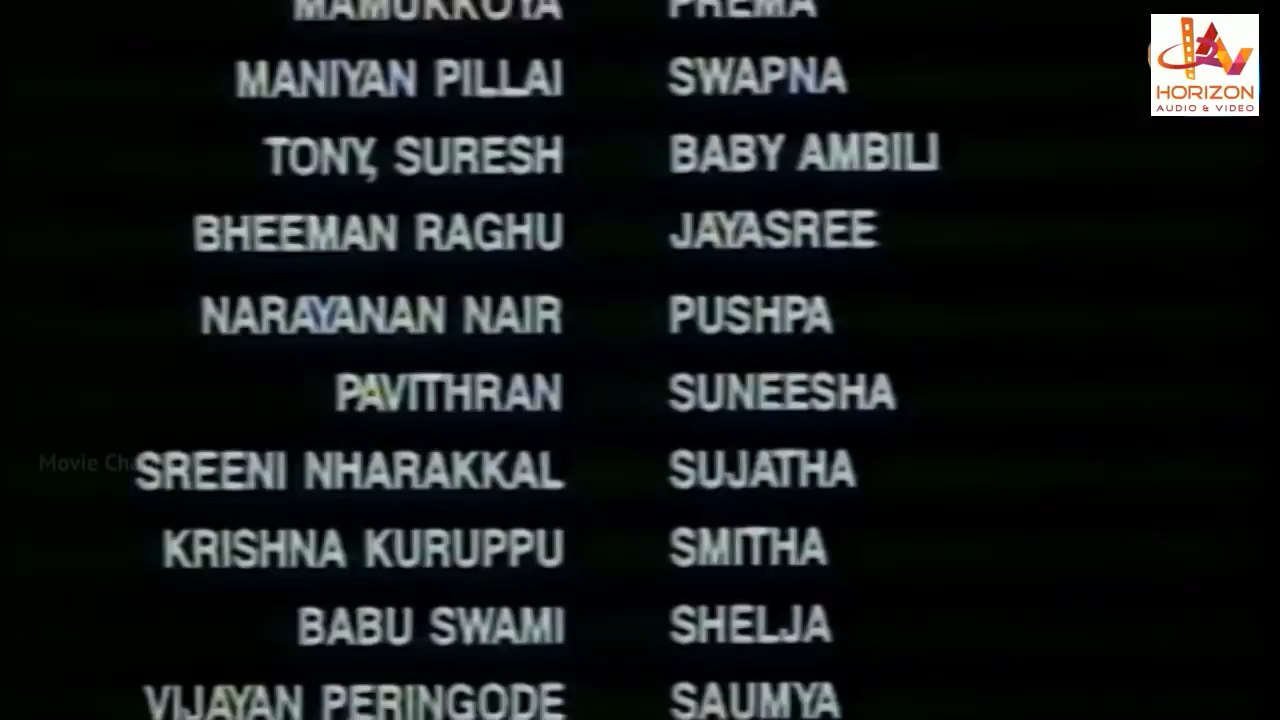 MAMUKKOYA PREMA
MANIYAN PILLAI SWAPNA
TONY, SURESH BABY AMBILI
BHEEMAN RAGHU JAYASREE
NARAYANAN NAIR PUSHPA
PAVITHRAN SUNEESHA
SREENI NHARAKKAL SUJATHA
KRISHNA KURUPPU SMITHA
BABU SWAMI SHELJA
VIJAYAN PERINGODE SAUMYA
HORIZON
AUDIO & VIDEO
Movie